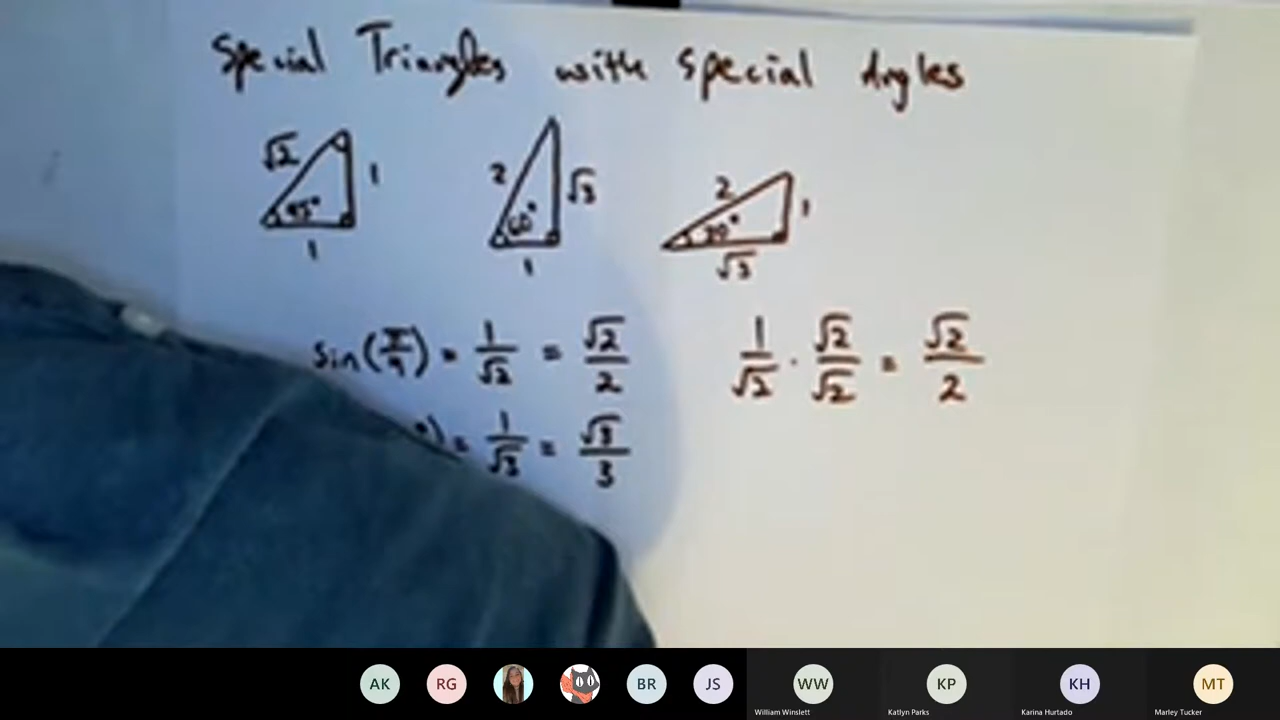 Special Triangles with Special Angles
√2 1 45° 1
2 √3 60° 1
2 1 30° √3
sin(π/4) = 1/√2 = √2/2
1/√2 · √2/√2 = √2/2
°) = 1/√3 = √3/3
AK RG BR JS WW KP KH MT
William Winslett Katlyn Parks Karina Hurtado Marley Tucker